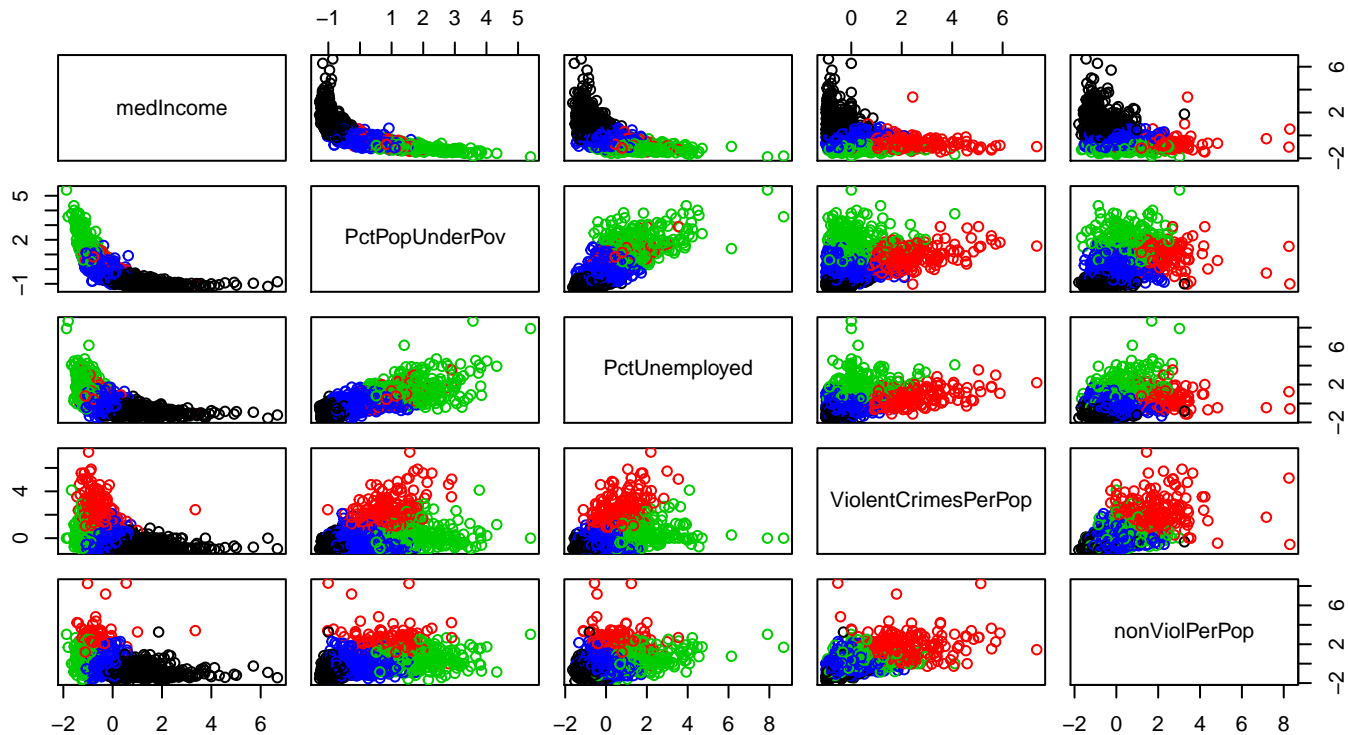 −1 1 2 3 4 5 0 2 4 6
medIncome
−2 2 6
−1 2 5
PctPopUnderPov
PctUnemployed
−2 2 6
0 4
ViolentCrimesPerPop
nonViolPerPop
−2 2 6
−2 0 2 4 6 −2 0 2 4 6 8 −2 0 2 4 6 8